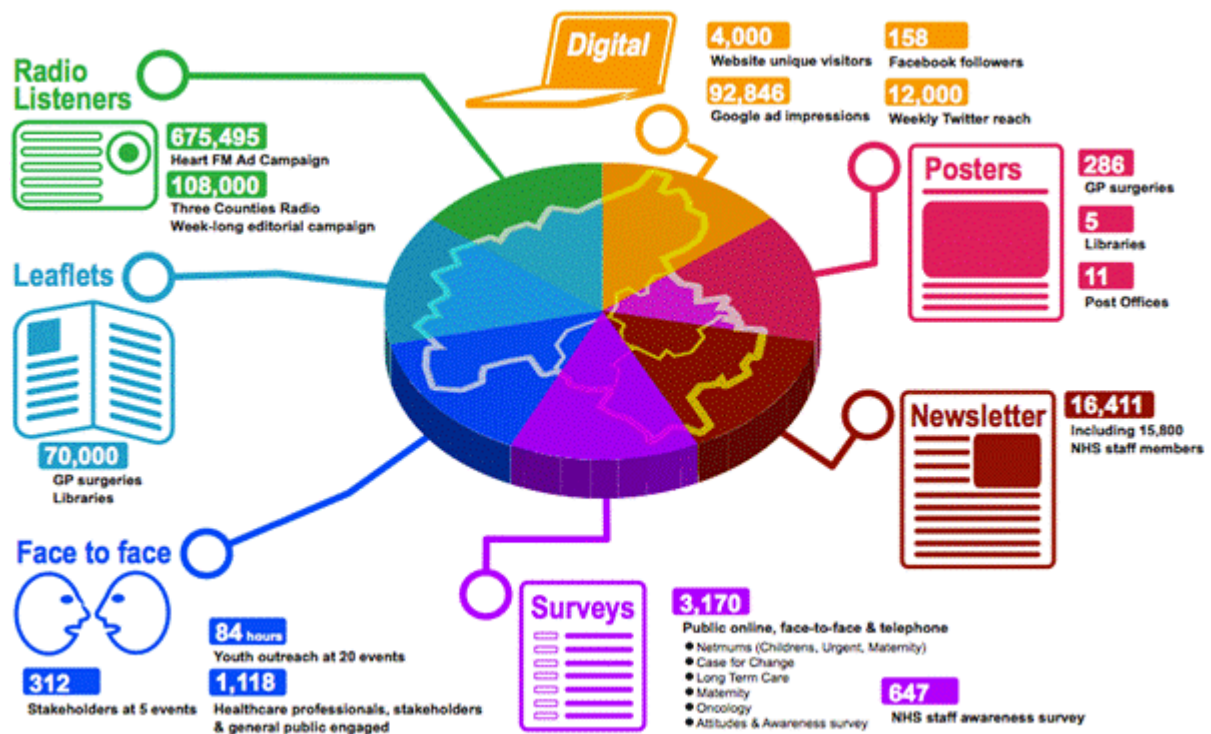 Radio
Listeners
675,495
Heart FM Ad Campaign
108,000
Three Counties Radio
Week-long editorial campaign
Digital
4,000
Website unique visitors
158
Facebook followers
92,846
Google ad impressions
12,000
Weekly Twitter reach
Posters
286
GP surgeries
5
Libraries
11
Post Offices
Leaflets
70,000
GP surgeries
Libraries
Newsletter
16,411
Including 15,800
NHS staff members
Face to face
84 hours
Youth outreach at 20 events
312
Stakeholders at 5 events
1,118
Healthcare professionals, stakeholders
& general public engaged
Surveys
3,170
Public online, face-to-face & telephone
● Netmums (Childrens, Urgent, Maternity)
● Case for Change
● Long Term Care
● Maternity
● Oncology
● Attitudes & Awareness survey
647
NHS staff awareness survey